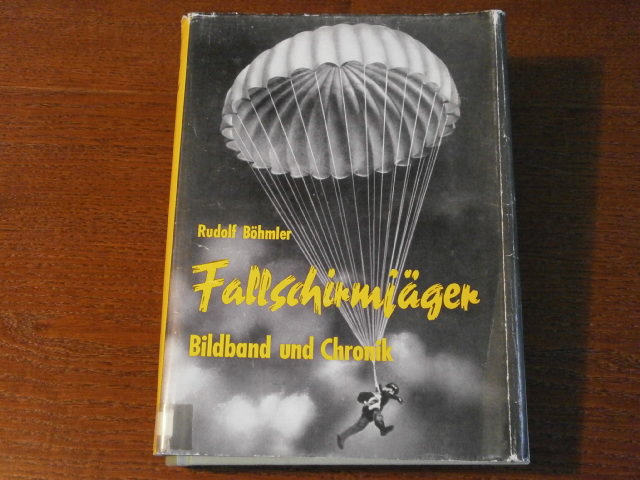 Rudolf Böhmler
Fallschirmjäger
Bildband und Chronik